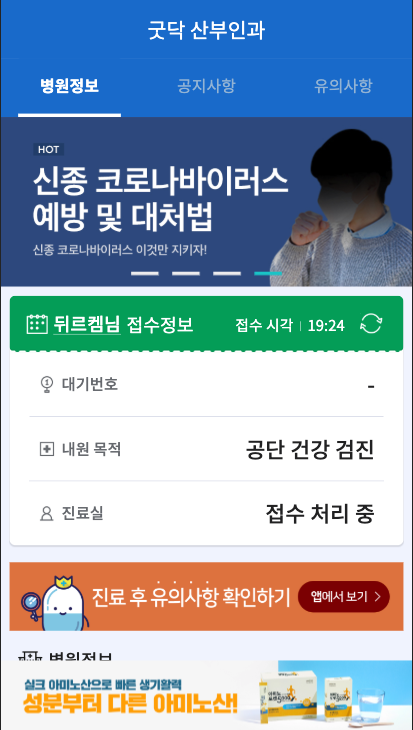 굿닥 산부인과
병원정보 공지사항 유의사항
HOT
신종 코로나바이러스
예방 및 대처법
신종 코로나바이러스 이것만 지키자!
뒤르켐님 접수정보 접수 시각 | 19:24
대기번호 -
내원 목적 공단 건강 검진
진료실 접수 처리 중
진료 후 유의사항 확인하기 앱에서 보기 >
병원정보
실크 아미노산으로 빠른 생기활력
성분부터 다른 아미노산!